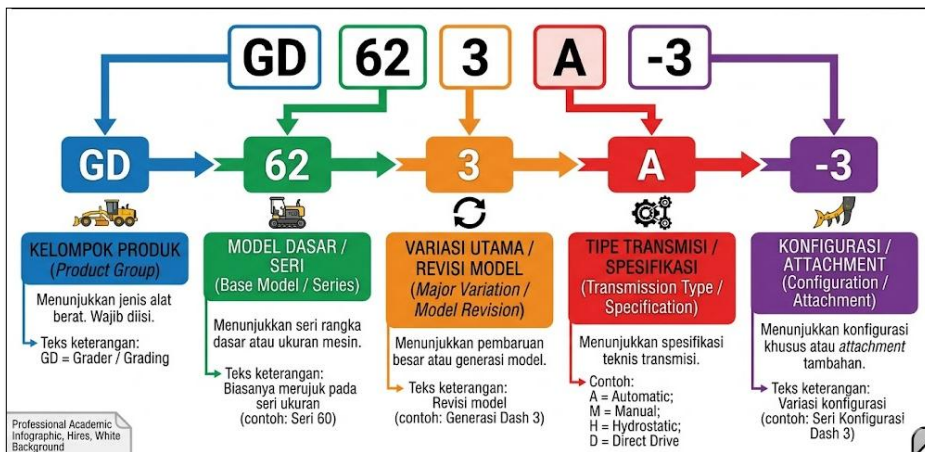 GD 62 3 A -3
GD 62 3 A -3
KELOMPOK PRODUK
(Product Group)
Menunjukkan jenis alat
berat. Wajib diisi.
Teks keterangan:
GD = Grader / Grading
MODEL DASAR /
SERI
(Base Model / Series)
Menunjukkan seri rangka
dasar atau ukuran mesin.
Teks keterangan:
Biasanya merujuk pada
seri ukuran
(contoh: Seri 60)
VARIASI UTAMA /
REVISI MODEL
(Major Variation /
Model Revision)
Menunjukkan pembaruan
besar atau generasi model.
Teks keterangan:
Revisi model
(contoh: Generasi Dash 3)
TIPE TRANSMISI /
SPESIFIKASI
(Transmission Type /
Specification)
Menunjukkan spesifikasi
teknis transmisi.
Contoh:
A = Automatic;
M = Manual;
H = Hydrostatic;
D = Direct Drive
KONFIGURASI /
ATTACHMENT
(Configuration /
Attachment)
Menunjukkan konfigurasi
khusus atau attachment
tambahan.
Teks keterangan:
Variasi konfigurasi
(contoh: Seri Konfigurasi
Dash 3)
Professional Academic
Infographic, Hires, White
Background